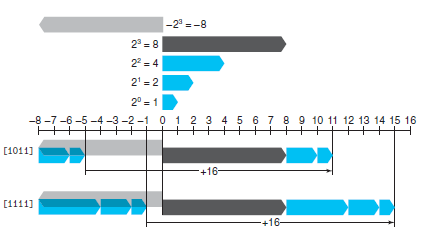 −2³ = −8
2³ = 8
2² = 4
2¹ = 2
2⁰ = 1
-8 -7 -6 -5 -4 -3 -2 -1 0 1 2 3 4 5 6 7 8 9 10 11 12 13 14 15 16
[1011]
+16
[1111]
+16